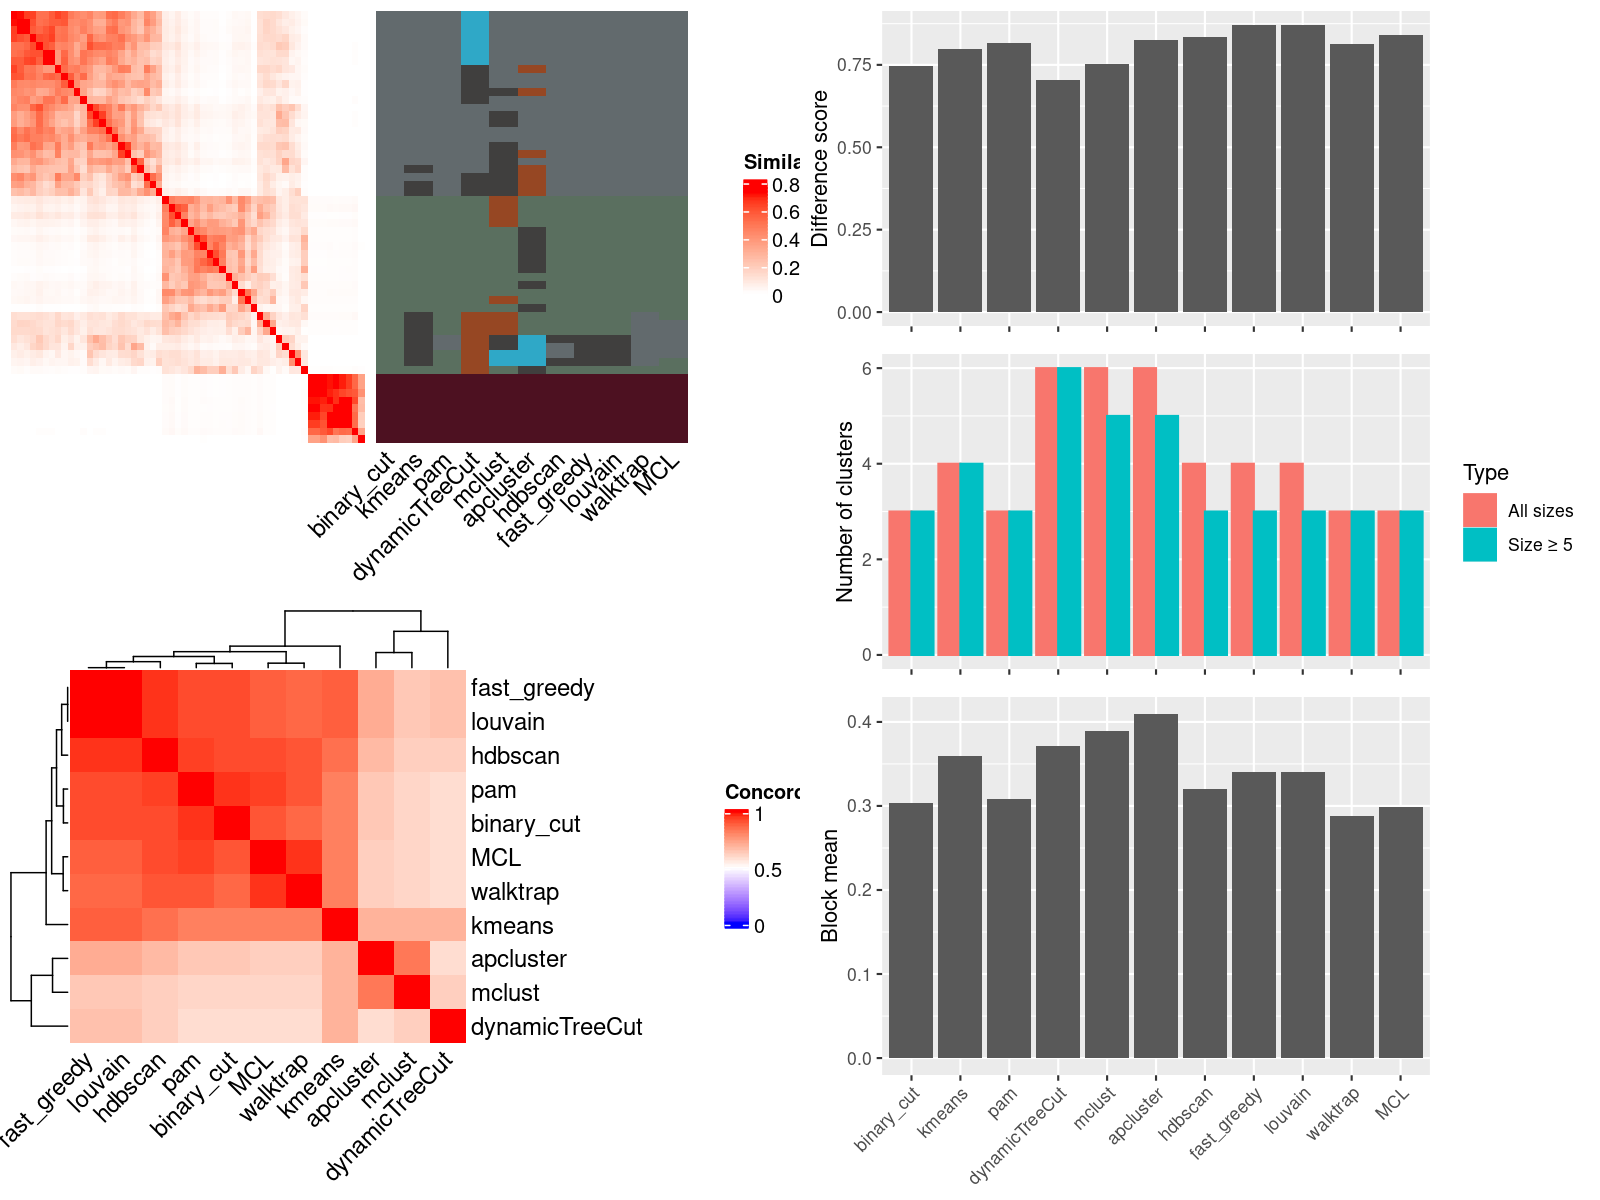 Simila
0.8
0.6
0.4
0.2
0
binary_cut
kmeans
pam
dynamicTreeCut
mclust
apcluster
hdbscan
fast_greedy
louvain
walktrap
MCL
Difference score
0.75
0.50
0.25
0.00
Number of clusters
6
4
2
0
Type
All sizes
Size ≥ 5
fast_greedy
louvain
hdbscan
pam
binary_cut
MCL
walktrap
kmeans
apcluster
mclust
dynamicTreeCut
fast_greedy
louvain
hdbscan
pam
binary_cut
MCL
walktrap
kmeans
apcluster
mclust
dynamicTreeCut
Concord
1
0.5
0
Block mean
0.4
0.3
0.2
0.1
0.0
binary_cut
kmeans
pam
dynamicTreeCut
mclust
apcluster
hdbscan
fast_greedy
louvain
walktrap
MCL